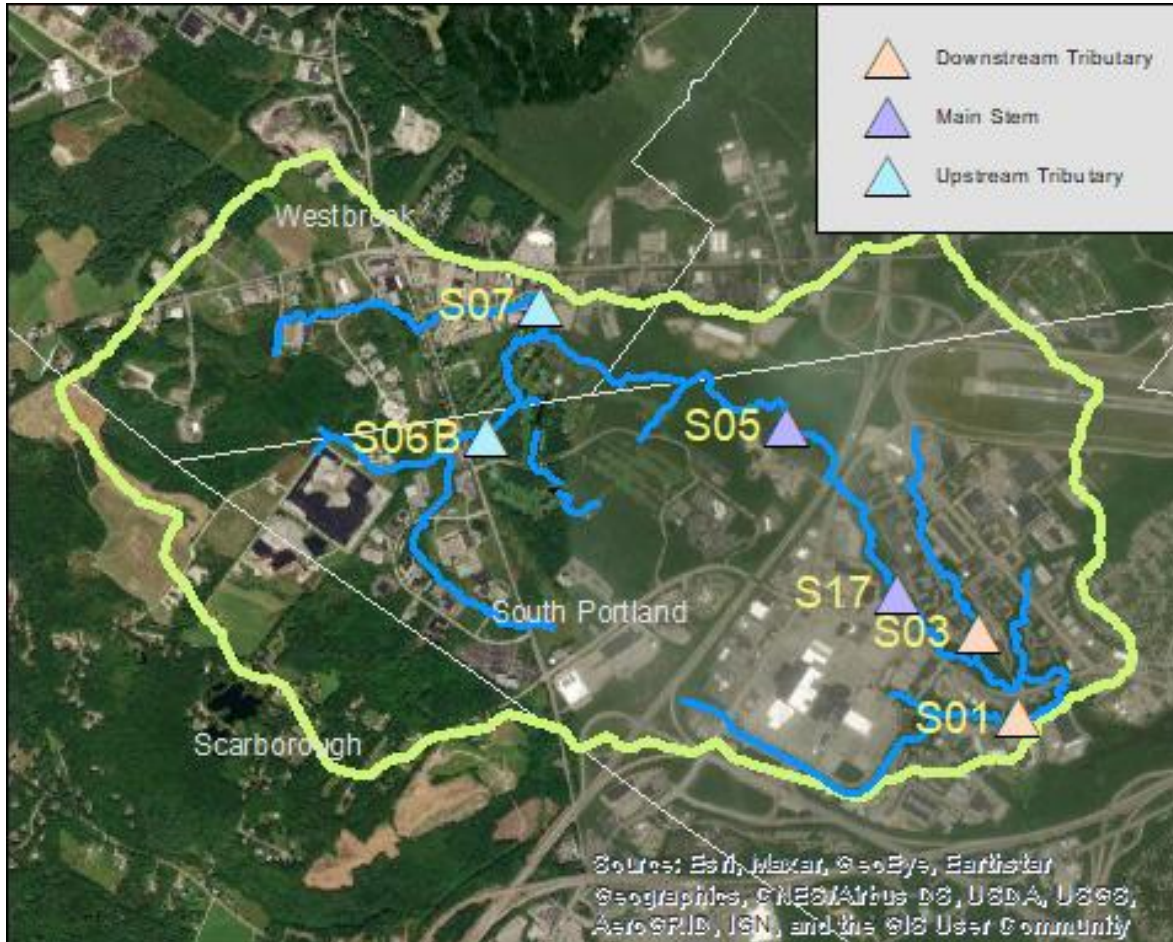 Downstream Tributary
Main Stem
Upstream Tributary
Westbrook
S07
S06B
S05
S17
South Portland
S03
S01
Scarborough
Source: Esri, Maxar, GeoEye, Earthstar
Geographics, CNES/Airbus DS, USDA, USGS,
AeroGRID, IGN, and the GIS User Community